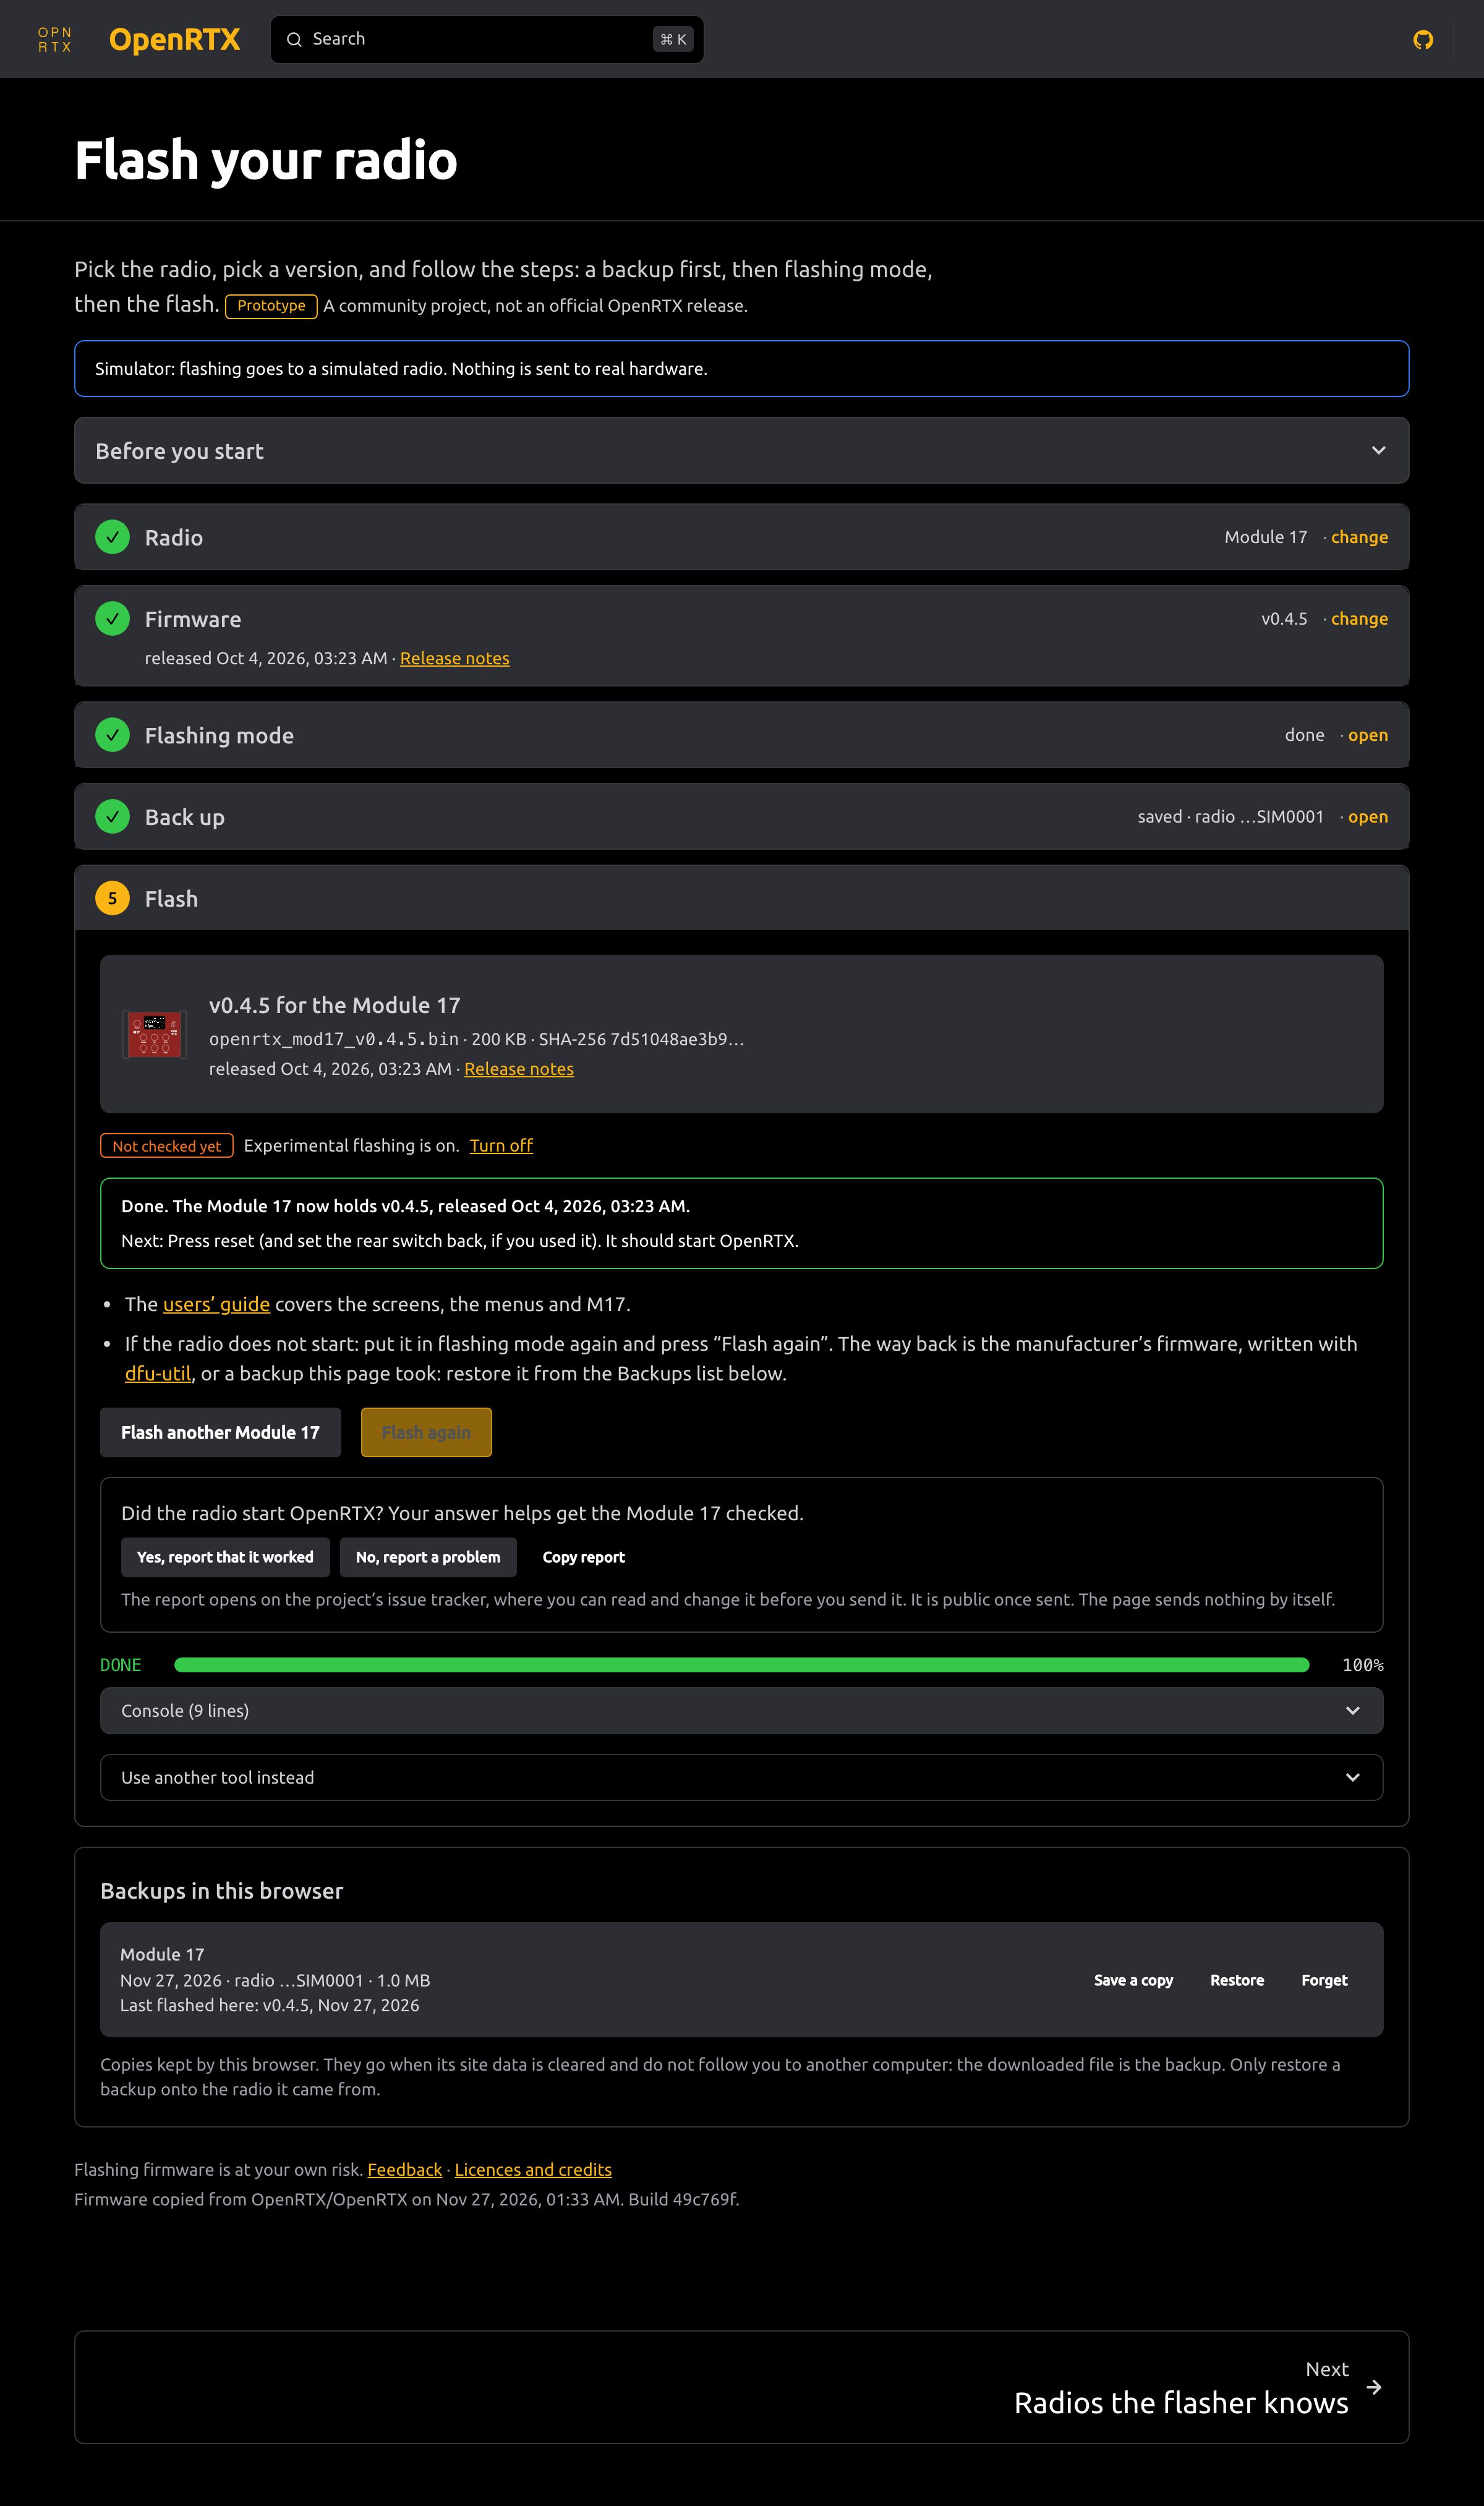 OPN
RTX
OpenRTX
Search
⌘ K
Flash your radio
Pick the radio, pick a version, and follow the steps: a backup first, then flashing mode,
then the flash. Prototype A community project, not an official OpenRTX release.
Simulator: flashing goes to a simulated radio. Nothing is sent to real hardware.
Before you start
Radio
Module 17 · change
Firmware
v0.4.5 · change
released Oct 4, 2026, 03:23 AM · Release notes
Flashing mode
done · open
Back up
saved · radio …SIM0001 · open
5 Flash
v0.4.5 for the Module 17
openrtx_mod17_v0.4.5.bin · 200 KB · SHA-256 7d51048ae3b9…
released Oct 4, 2026, 03:23 AM · Release notes
Not checked yet Experimental flashing is on. Turn off
Done. The Module 17 now holds v0.4.5, released Oct 4, 2026, 03:23 AM.
Next: Press reset (and set the rear switch back, if you used it). It should start OpenRTX.
• The users’ guide covers the screens, the menus and M17.
• If the radio does not start: put it in flashing mode again and press “Flash again”. The way back is the manufacturer’s firmware, written with
dfu-util, or a backup this page took: restore it from the Backups list below.
Flash another Module 17
Flash again
Did the radio start OpenRTX? Your answer helps get the Module 17 checked.
Yes, report that it worked
No, report a problem
Copy report
The report opens on the project’s issue tracker, where you can read and change it before you send it. It is public once sent. The page sends nothing by itself.
DONE
100%
Console (9 lines)
Use another tool instead
Backups in this browser
Module 17
Nov 27, 2026 · radio …SIM0001 · 1.0 MB
Last flashed here: v0.4.5, Nov 27, 2026
Save a copy
Restore
Forget
Copies kept by this browser. They go when its site data is cleared and do not follow you to another computer: the downloaded file is the backup. Only restore a
backup onto the radio it came from.
Flashing firmware is at your own risk. Feedback · Licences and credits
Firmware copied from OpenRTX/OpenRTX on Nov 27, 2026, 01:33 AM. Build 49c769f.
Next
Radios the flasher knows